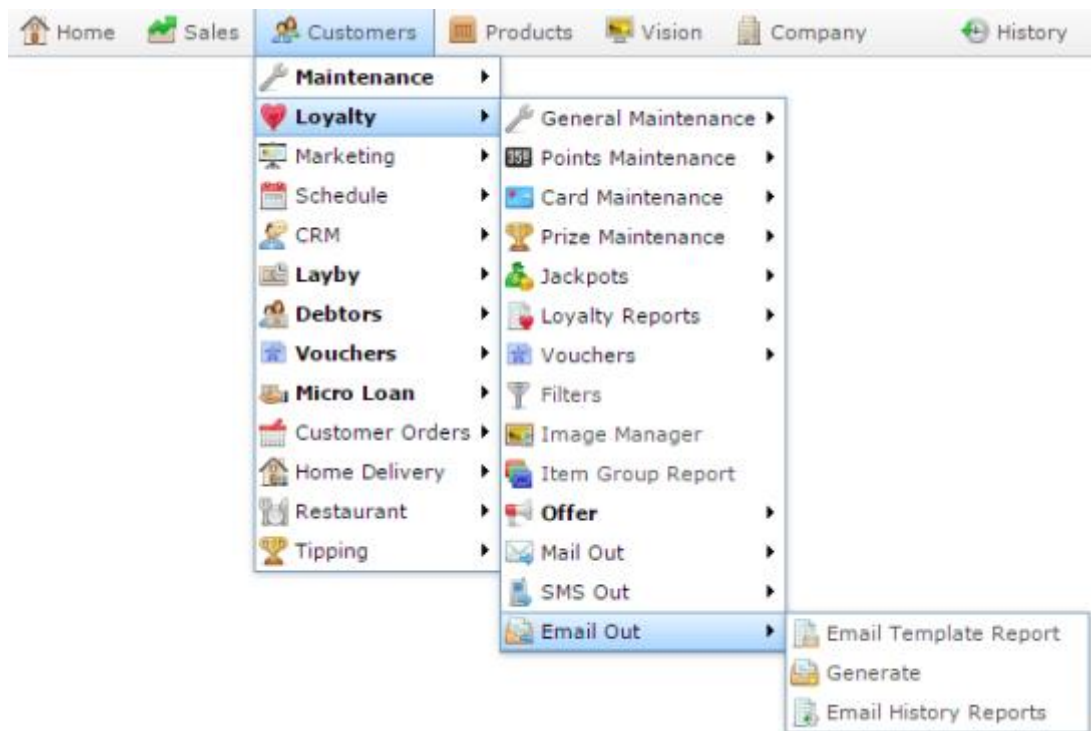 Home Sales Customers Products Vision Company History
Maintenance
Loyalty
Marketing
Schedule
CRM
Layby
Debtors
Vouchers
Micro Loan
Customer Orders
Home Delivery
Restaurant
Tipping
General Maintenance
Points Maintenance
Card Maintenance
Prize Maintenance
Jackpots
Loyalty Reports
Vouchers
Filters
Image Manager
Item Group Report
Offer
Mail Out
SMS Out
Email Out
Email Template Report
Generate
Email History Reports